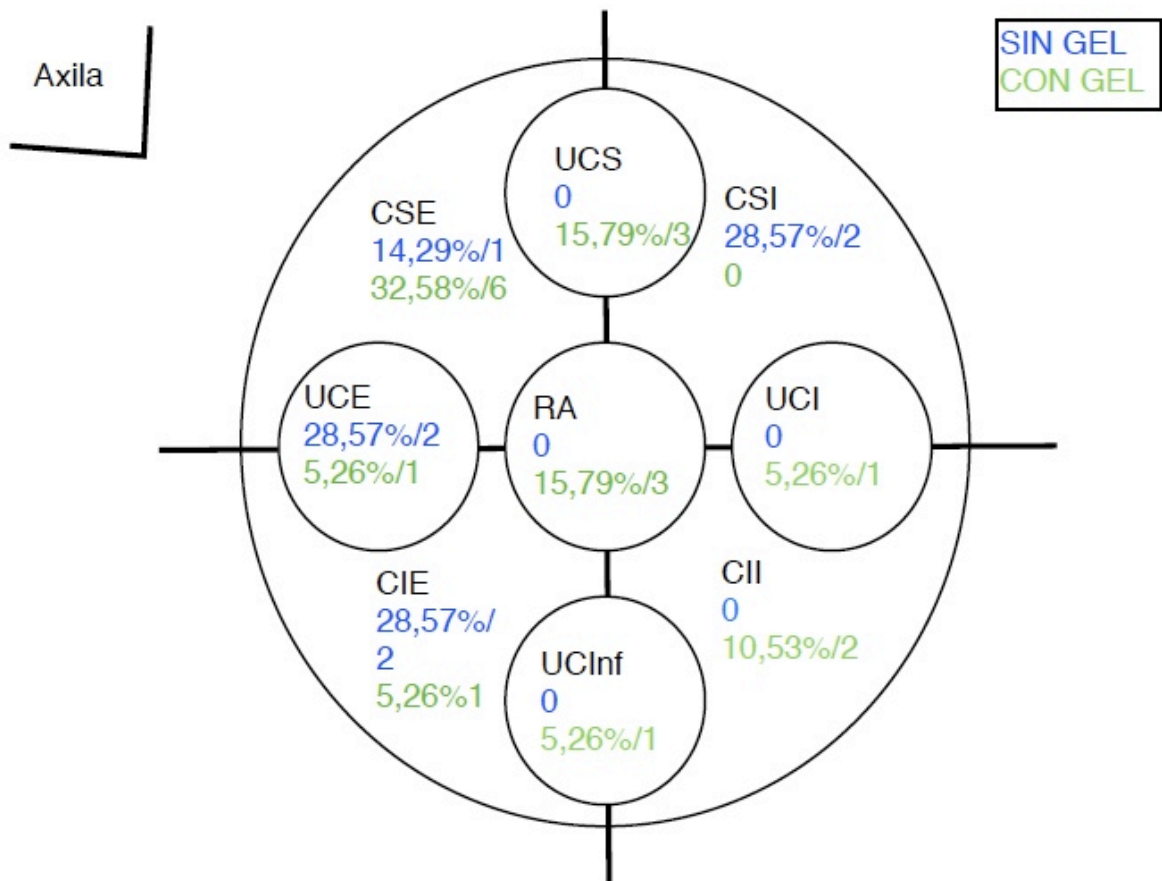 Axila
SIN GEL
CON GEL
UCS
0
15,79%/3
CSE
14,29%/1
32,58%/6
CSI
28,57%/2
0
UCE
28,57%/2
5,26%/1
RA
0
15,79%/3
UCI
0
5,26%/1
CIE
28,57%/
2
5,26%1
UCInf
0
5,26%/1
CII
0
10,53%/2